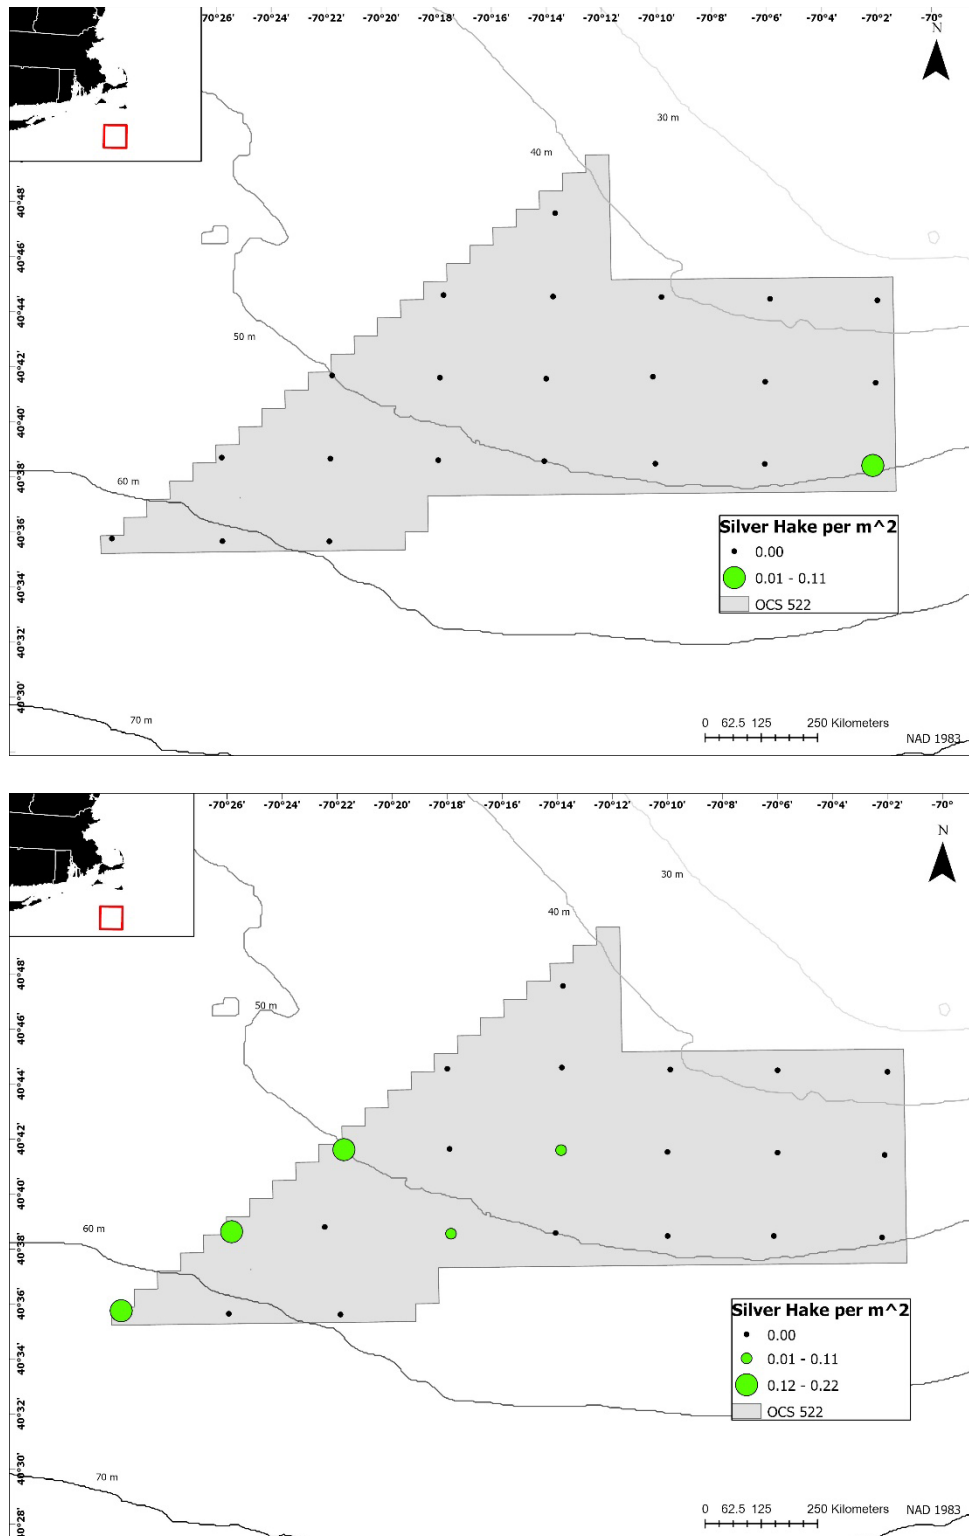 -70°26' -70°22' -70°20' -70°18' -70°16' -70°14' -70°12' -70°10' -70°8' -70°6' -70°4' -70°2' -70°
N
30 m
40 m
40°48'
40°46'
40°44'
50 m
40°42'
40°40'
40°38'
60 m
40°36'
40°34'
40°32'
40°30'
70 m
Silver Hake per m^2
0.00
0.01 - 0.11
OCS 522
0 62.5 125 250 Kilometers
NAD 1983
-70°26' -70°22' -70°20' -70°16' -70°14' -70°12' -70°10' -70°8' -70°6' -70°4' -70°2' -70°
N
30 m
40 m
40°48'
50 m
40°46'
40°44'
40°42'
40°40'
60 m
40°38'
40°36'
40°34'
40°32'
40°30'
70 m
40°28'
Silver Hake per m^2
0.00
0.01 - 0.11
0.12 - 0.22
OCS 522
0 62.5 125 250 Kilometers
NAD 1983